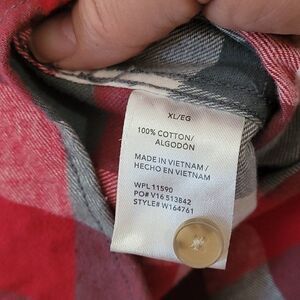 XL/EG
100% COTTON/
ALGODÓN
MADE IN VIETNAM/
HECHO EN VIETNAM
WPL 11590
PO# V16 513842
STYLE# W164761